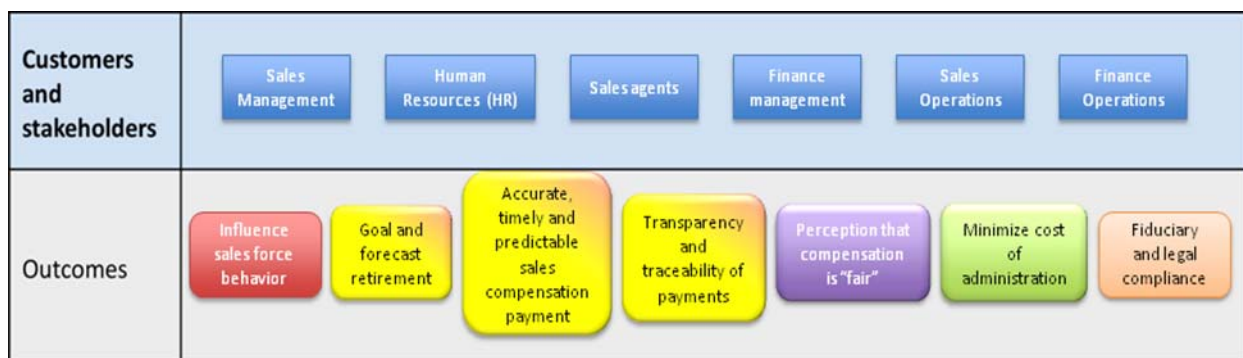 Customers
and
stakeholders
Sales
Management
Human
Resources (HR)
Sales agents
Finance
management
Sales
Operations
Finance
Operations
Outcomes
Influence
sales force
behavior
Goal and
forecast
retirement
Accurate,
timely and
predictable
sales
compensation
payment
Transparency
and
traceability of
payments
Perception that
compensation
is "fair"
Minimize cost
of
administration
Fiduciary
and legal
compliance